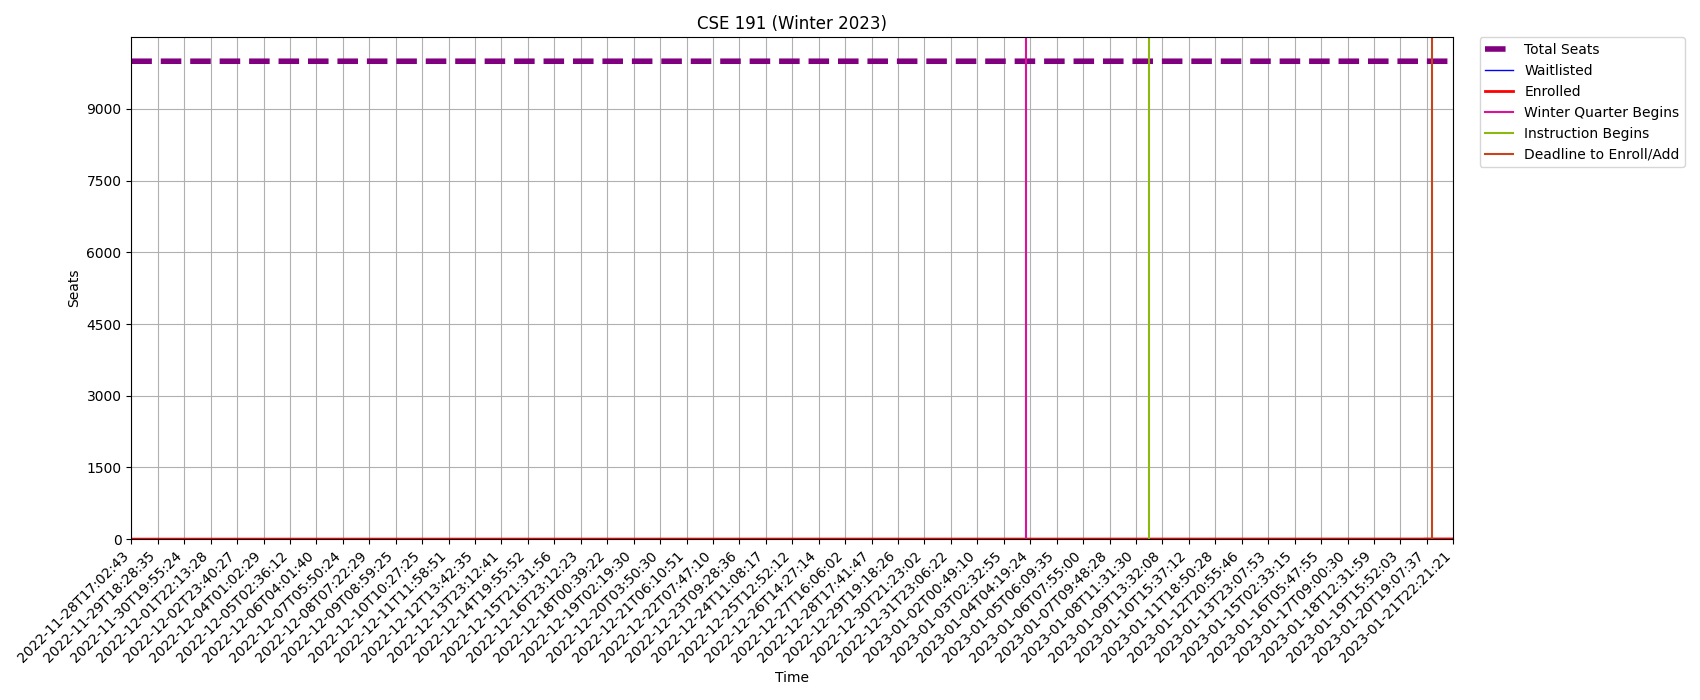 CSE 191 (Winter 2023)
Total Seats
Waitlisted
Enrolled
Winter Quarter Begins
Instruction Begins
Deadline to Enroll/Add
Seats
9000
7500
6000
4500
3000
1500
0
2022-11-28T17:02:43
2022-11-29T18:28:35
2022-11-30T19:55:24
2022-12-01T22:13:28
2022-12-02T23:40:27
2022-12-04T01:02:29
2022-12-05T02:36:12
2022-12-06T04:01:40
2022-12-07T05:50:24
2022-12-08T07:22:29
2022-12-09T08:59:25
2022-12-10T10:27:25
2022-12-11T11:58:51
2022-12-12T13:42:35
2022-12-13T23:12:41
2022-12-14T19:55:52
2022-12-15T21:31:56
2022-12-16T23:12:23
2022-12-18T00:39:22
2022-12-19T02:19:30
2022-12-20T03:50:30
2022-12-21T06:10:51
2022-12-22T07:47:10
2022-12-23T09:28:36
2022-12-24T11:08:17
2022-12-25T12:52:12
2022-12-26T14:27:14
2022-12-27T16:06:02
2022-12-28T17:41:47
2022-12-29T19:18:26
2022-12-30T21:23:02
2022-12-31T23:06:22
2023-01-02T00:49:10
2023-01-03T02:32:55
2023-01-04T04:19:24
2023-01-05T06:09:35
2023-01-06T07:55:00
2023-01-07T09:48:28
2023-01-08T11:31:30
2023-01-09T13:32:08
2023-01-10T15:37:12
2023-01-11T18:50:28
2023-01-12T20:55:46
2023-01-13T23:07:53
2023-01-15T02:33:15
2023-01-16T05:47:55
2023-01-17T09:00:30
2023-01-18T12:31:59
2023-01-19T15:52:03
2023-01-20T19:07:37
2023-01-21T22:21:21
Time